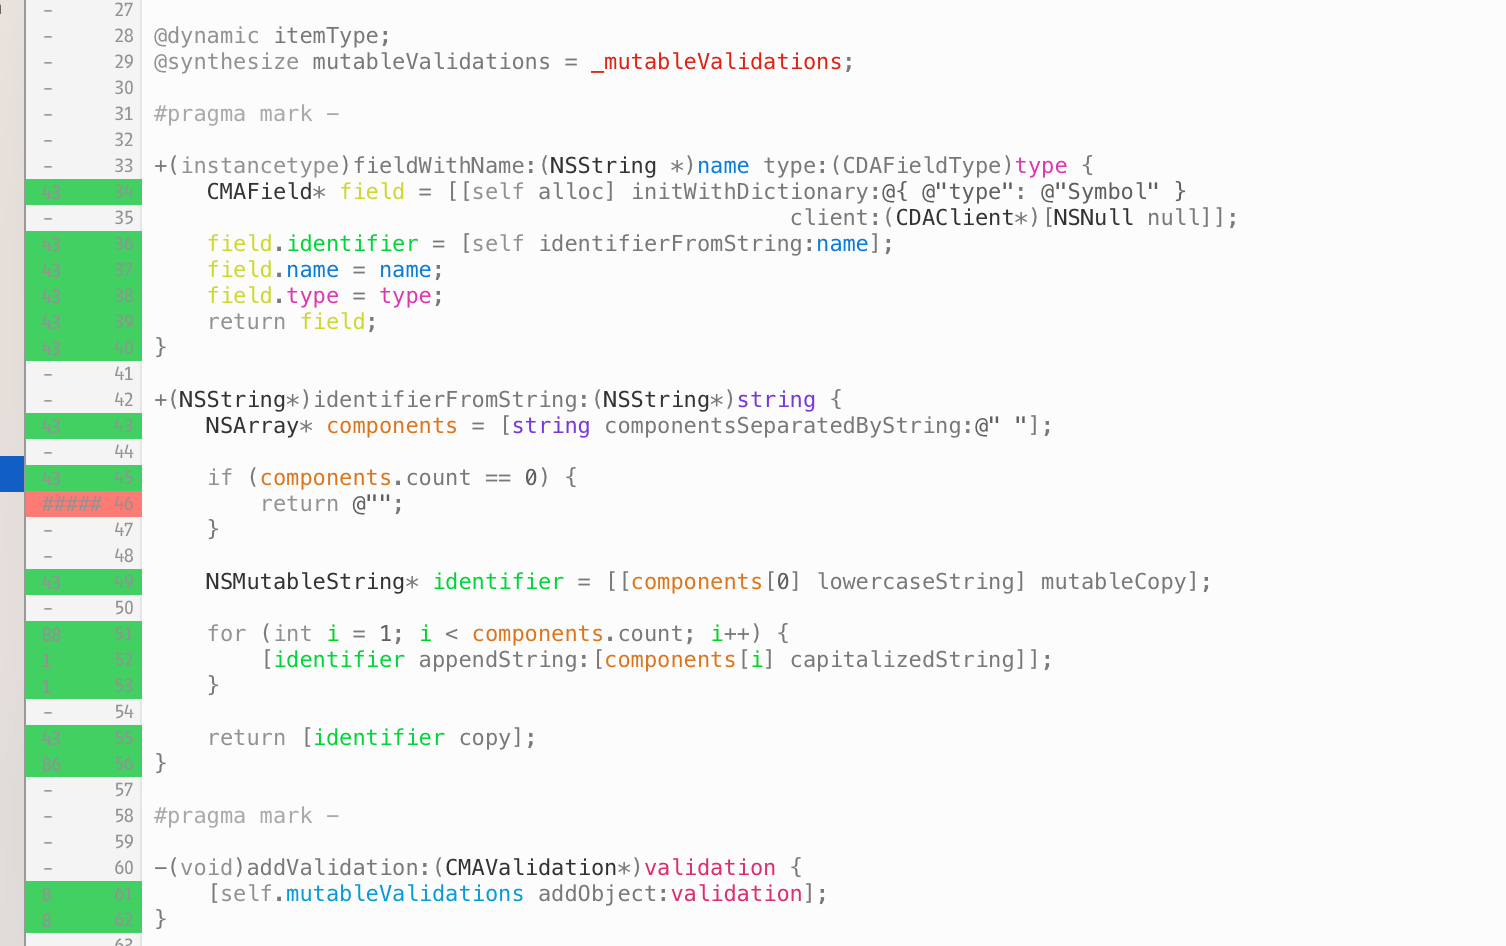 - 27
- 28 @dynamic itemType;
- 29 @synthesize mutableValidations = _mutableValidations;
- 30
- 31 #pragma mark -
- 32
- 33 +(instancetype)fieldWithName:(NSString *)name type:(CDAFieldType)type {
43 34     CMAField* field = [[self alloc] initWithDictionary:@{ @"type": @"Symbol" }
- 35                                                 client:(CDAClient*)[NSNull null]];
43 36     field.identifier = [self identifierFromString:name];
43 37     field.name = name;
43 38     field.type = type;
43 39     return field;
43 40 }
- 41
- 42 +(NSString*)identifierFromString:(NSString*)string {
43 43     NSArray* components = [string componentsSeparatedByString:@" "];
- 44
43 45     if (components.count == 0) {
##### 46         return @"";
- 47     }
- 48
43 49     NSMutableString* identifier = [[components[0] lowercaseString] mutableCopy];
- 50
88 51     for (int i = 1; i < components.count; i++) {
1 52         [identifier appendString:[components[i] capitalizedString]];
1 53     }
- 54
43 55     return [identifier copy];
86 56 }
- 57
- 58 #pragma mark -
- 59
- 60 -(void)addValidation:(CMAValidation*)validation {
8 61     [self.mutableValidations addObject:validation];
8 62 }
63